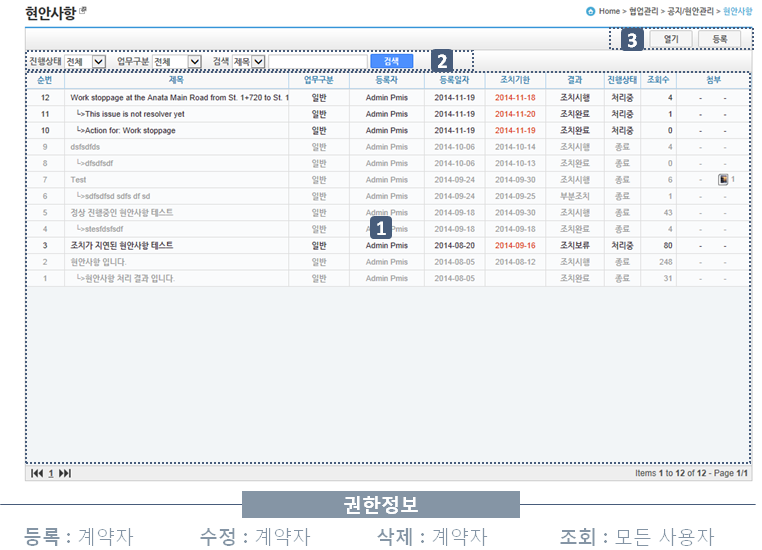 현안사항
Home > 협업관리 > 공지/현안관리 > 현안사항
3 열기 등록
진행상태 전체 업무구분 전체 검색 제목 검색 2
순번 제목 업무구분 등록자 등록일자 조치기한 결과 진행상태 조회수 첨부
12 Work stoppage at the Anata Main Road from St. 1+720 to St. 1 일반 Admin Pmis 2014-11-19 2014-11-18 조치시행 처리중 4 - -
11 └>This issue is not resolver yet 일반 Admin Pmis 2014-11-19 2014-11-20 조치완료 처리중 1 - -
10 └>Action for: Work stoppage 일반 Admin Pmis 2014-11-19 2014-11-19 조치완료 처리중 0 - -
9 dsfsdfds 일반 Admin Pmis 2014-10-06 2014-10-14 조치시행 종료 4 - -
8 └>dfsdfsdf 일반 Admin Pmis 2014-10-06 2014-10-13 조치완료 종료 0 - -
7 Test 일반 Admin Pmis 2014-09-24 2014-09-30 조치시행 종료 6 - 1
6 └>sdfsdfsd sdfs df sd 일반 Admin Pmis 2014-09-24 2014-09-25 부분조치 종료 1 - -
5 정상 진행중인 현안사항 테스트 일반 Admin Pmis 2014-09-18 2014-09-30 조치시행 종료 43 - -
4 └>stesfdsfsdf 일반 Admin Pmis 2014-09-18 2014-09-18 조치완료 종료 4 - -
1
3 조치가 지연된 현안사항 테스트 일반 Admin Pmis 2014-08-20 2014-09-16 조치보류 처리중 80 - -
2 현안사항 입니다. 일반 Admin Pmis 2014-08-05 2014-08-12 조치시행 종료 248 - -
1 └>현안사항 처리 결과 입니다. 일반 Admin Pmis 2014-08-05 조치완료 종료 31 - -
1 Items 1 to 12 of 12 - Page 1/1
권한정보
등록 : 계약자 수정 : 계약자 삭제 : 계약자 조회 : 모든 사용자